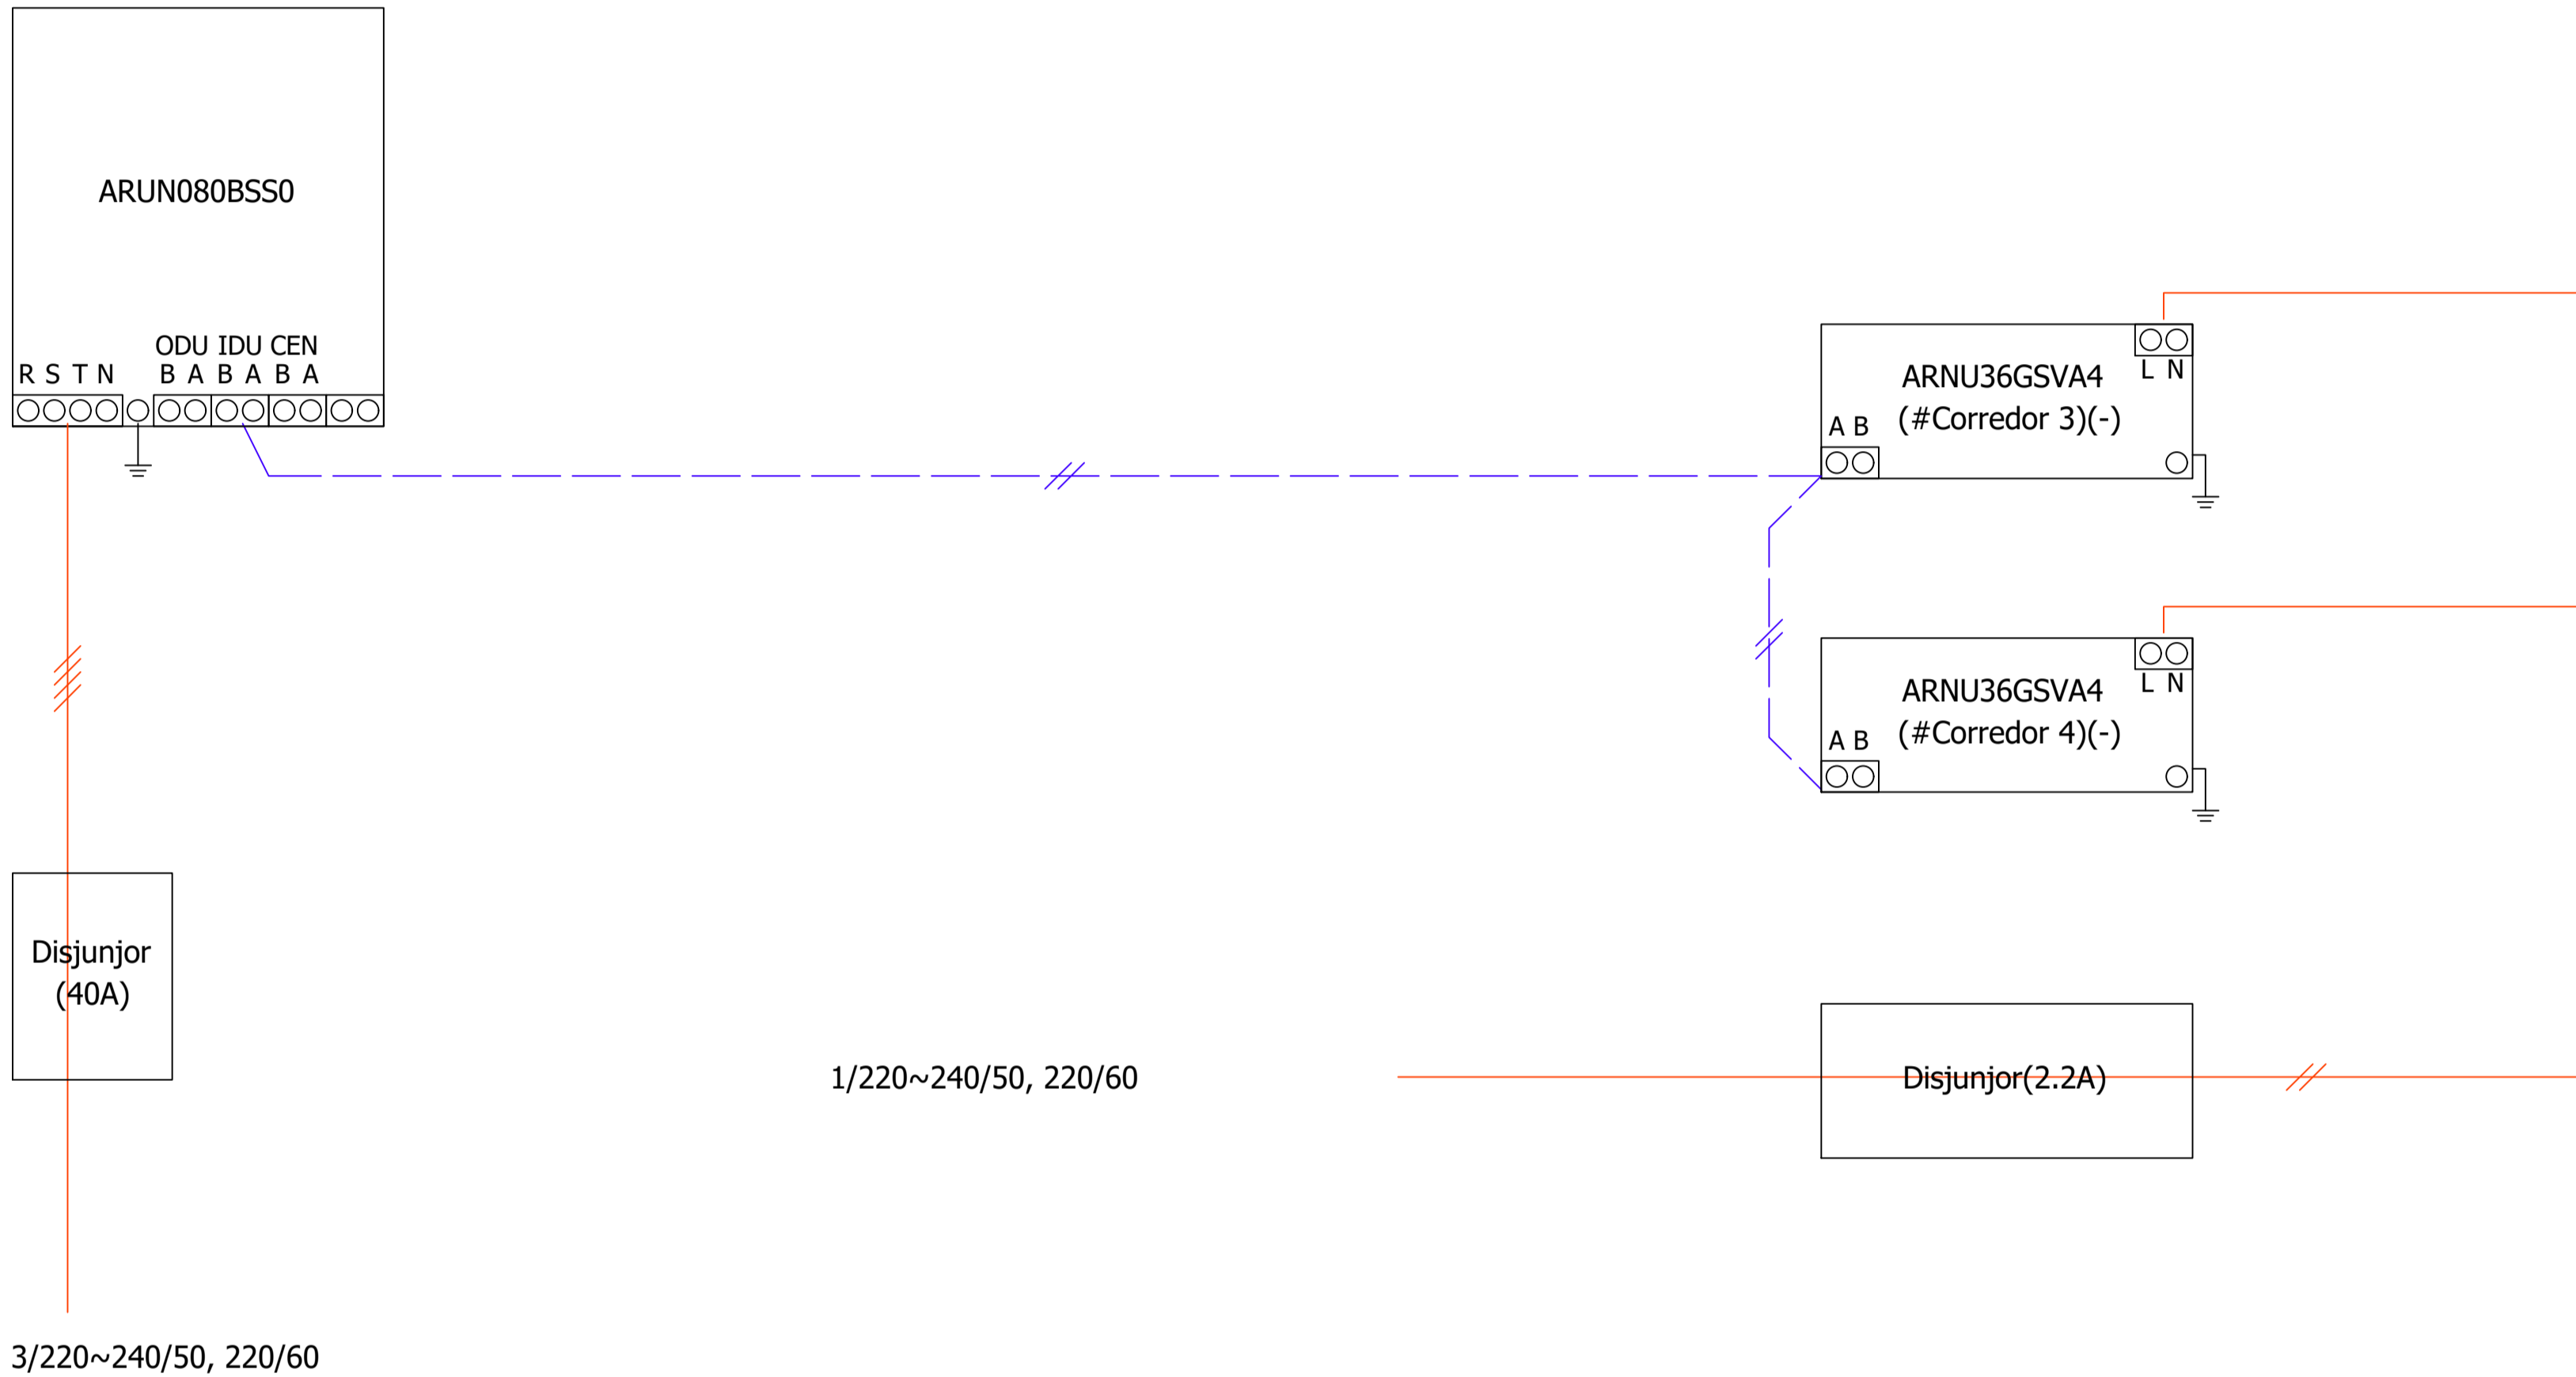 ARUN080BSS0
ODU IDU CEN
R S T N B A B A B A
ARNU36GSVA4
(#Corredor 3)(-)
L N
A B
ARNU36GSVA4
(#Corredor 4)(-)
L N
A B
Disjunjor
(40A)
1/220~240/50, 220/60
Disjunjor(2.2A)
3/220~240/50, 220/60